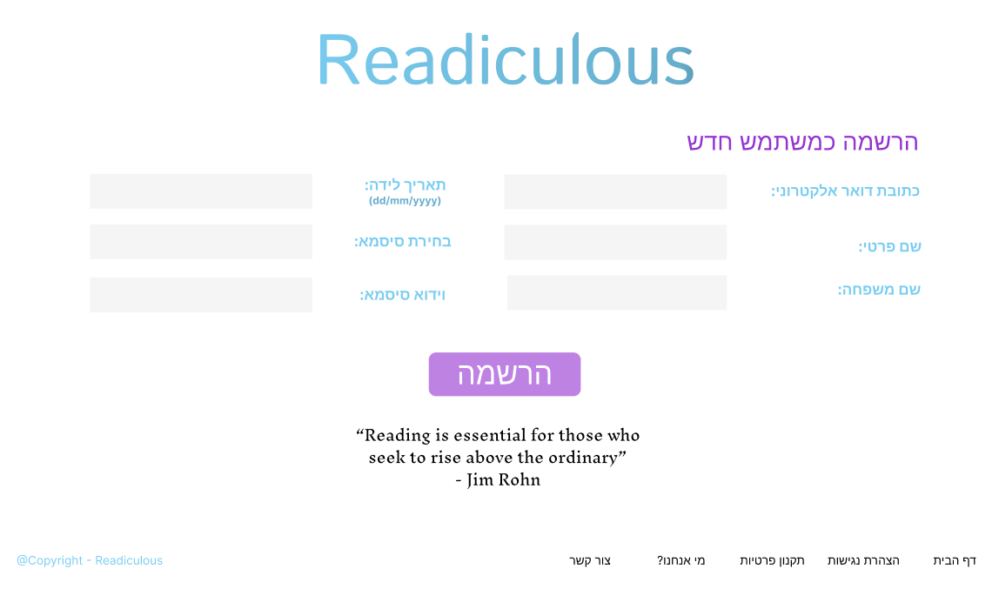 Readiculous
הרשמה כמשתמש חדש
כתובת דואר אלקטרוני:
שם פרטי:
שם משפחה:
תאריך לידה:
(dd/mm/yyyy)
בחירת סיסמא:
וידוא סיסמא:
הרשמה
“Reading is essential for those who
seek to rise above the ordinary”
- Jim Rohn
דף הבית
הצהרת נגישות
תקנון פרטיות
מי אנחנו?
צור קשר
@Copyright - Readiculous